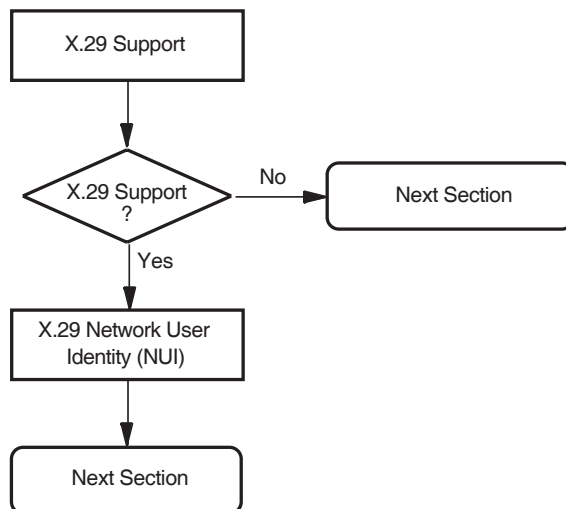 X.29 Support
X.29 Support
?
No
Next Section
Yes
X.29 Network User
Identity (NUI)
Next Section